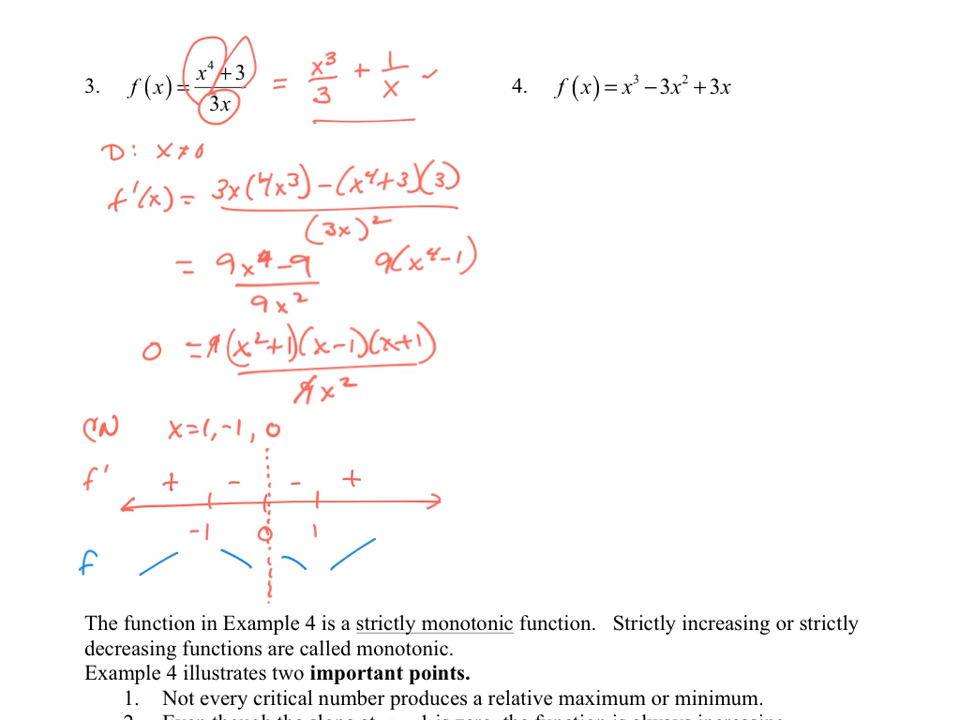 3. f(x) = (x⁴ + 3)/(3x) = x³/3 + 1/x ✓
4. f(x) = x³ − 3x² + 3x
D: x ≠ 0
f'(x) = (3x(4x³) − (x⁴+3)(3))/(3x)²
= (9x⁴ − 9)/(9x²) 9(x⁴ − 1)
0 = 9(x²+1)(x−1)(x+1)/(9x²)
CN x = 1, −1, 0
f' + − − +
−1 0 1
f
The function in Example 4 is a strictly monotonic function. Strictly increasing or strictly
decreasing functions are called monotonic.
Example 4 illustrates two important points.
1. Not every critical number produces a relative maximum or minimum.